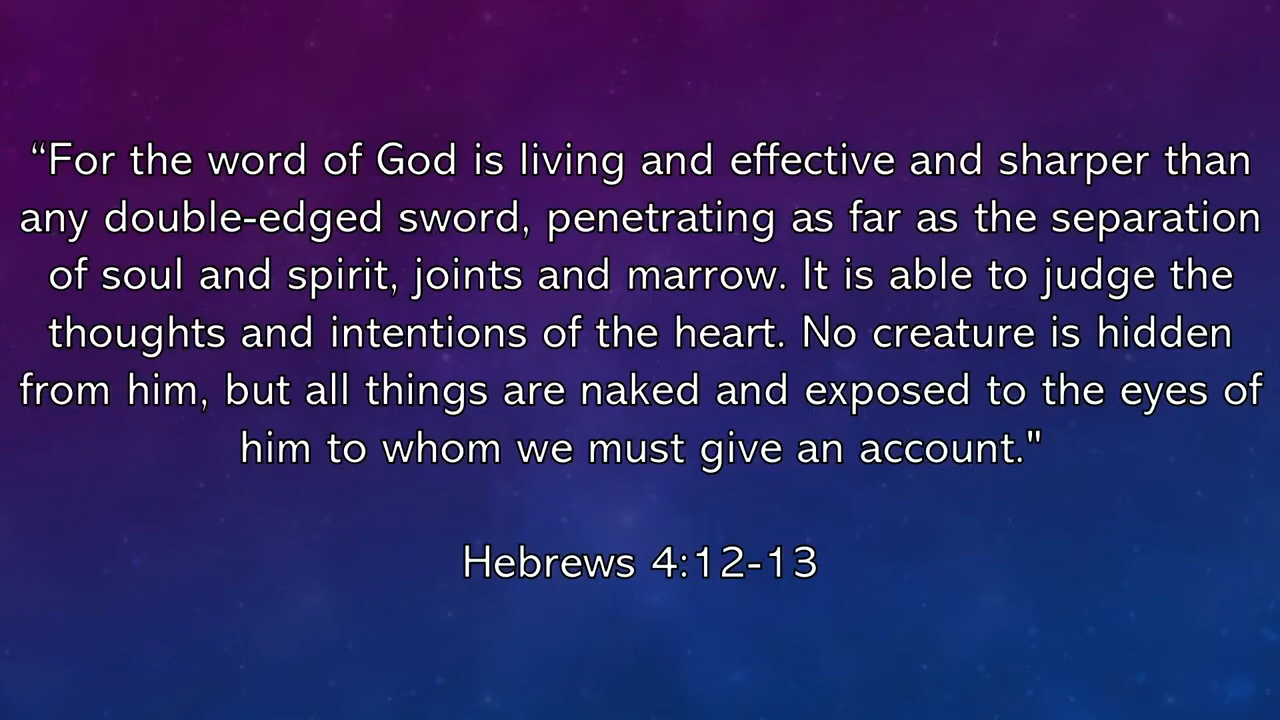 “For the word of God is living and effective and sharper than
any double-edged sword, penetrating as far as the separation
of soul and spirit, joints and marrow. It is able to judge the
thoughts and intentions of the heart. No creature is hidden
from him, but all things are naked and exposed to the eyes of
him to whom we must give an account."
Hebrews 4:12-13